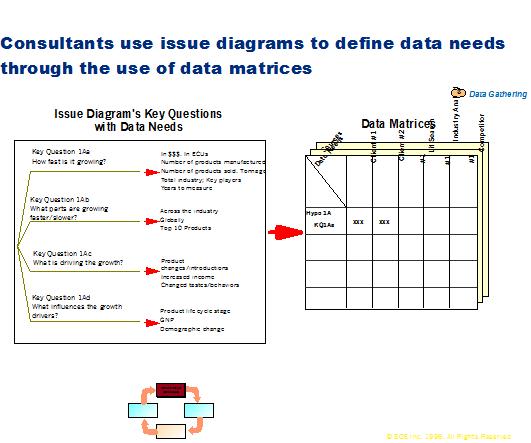 Consultants use issue diagrams to define data needs
through the use of data matrices
Data Gathering
Issue Diagram's Key Questions
with Data Needs
Key Question 1Aa
How fast is it growing?
In $$$. In ECUs
Number of products manufactured
Number of products sold. Tonnage
Total industry; Key players
Years to measure
Key Question 1Ab
What parts are growing
faster/slower?
Across the industry
Globally
Top 10 Products
Key Question 1Ac
What is driving the growth?
Product
changes/introductions
Increased income
Changed tastes/behaviors
Key Question 1Ad
What influences the growth
drivers?
Product life cycle stage
GNP
Demographic change
Data Matrices
Sources
Data Needs
Client #1
Client #2
Lit Search
#1
Industry Anal
#1
Competitor
Hypo 1A
KQ1Aa
xxx xxx
© EGS Inc. 1996. All Rights Reserved